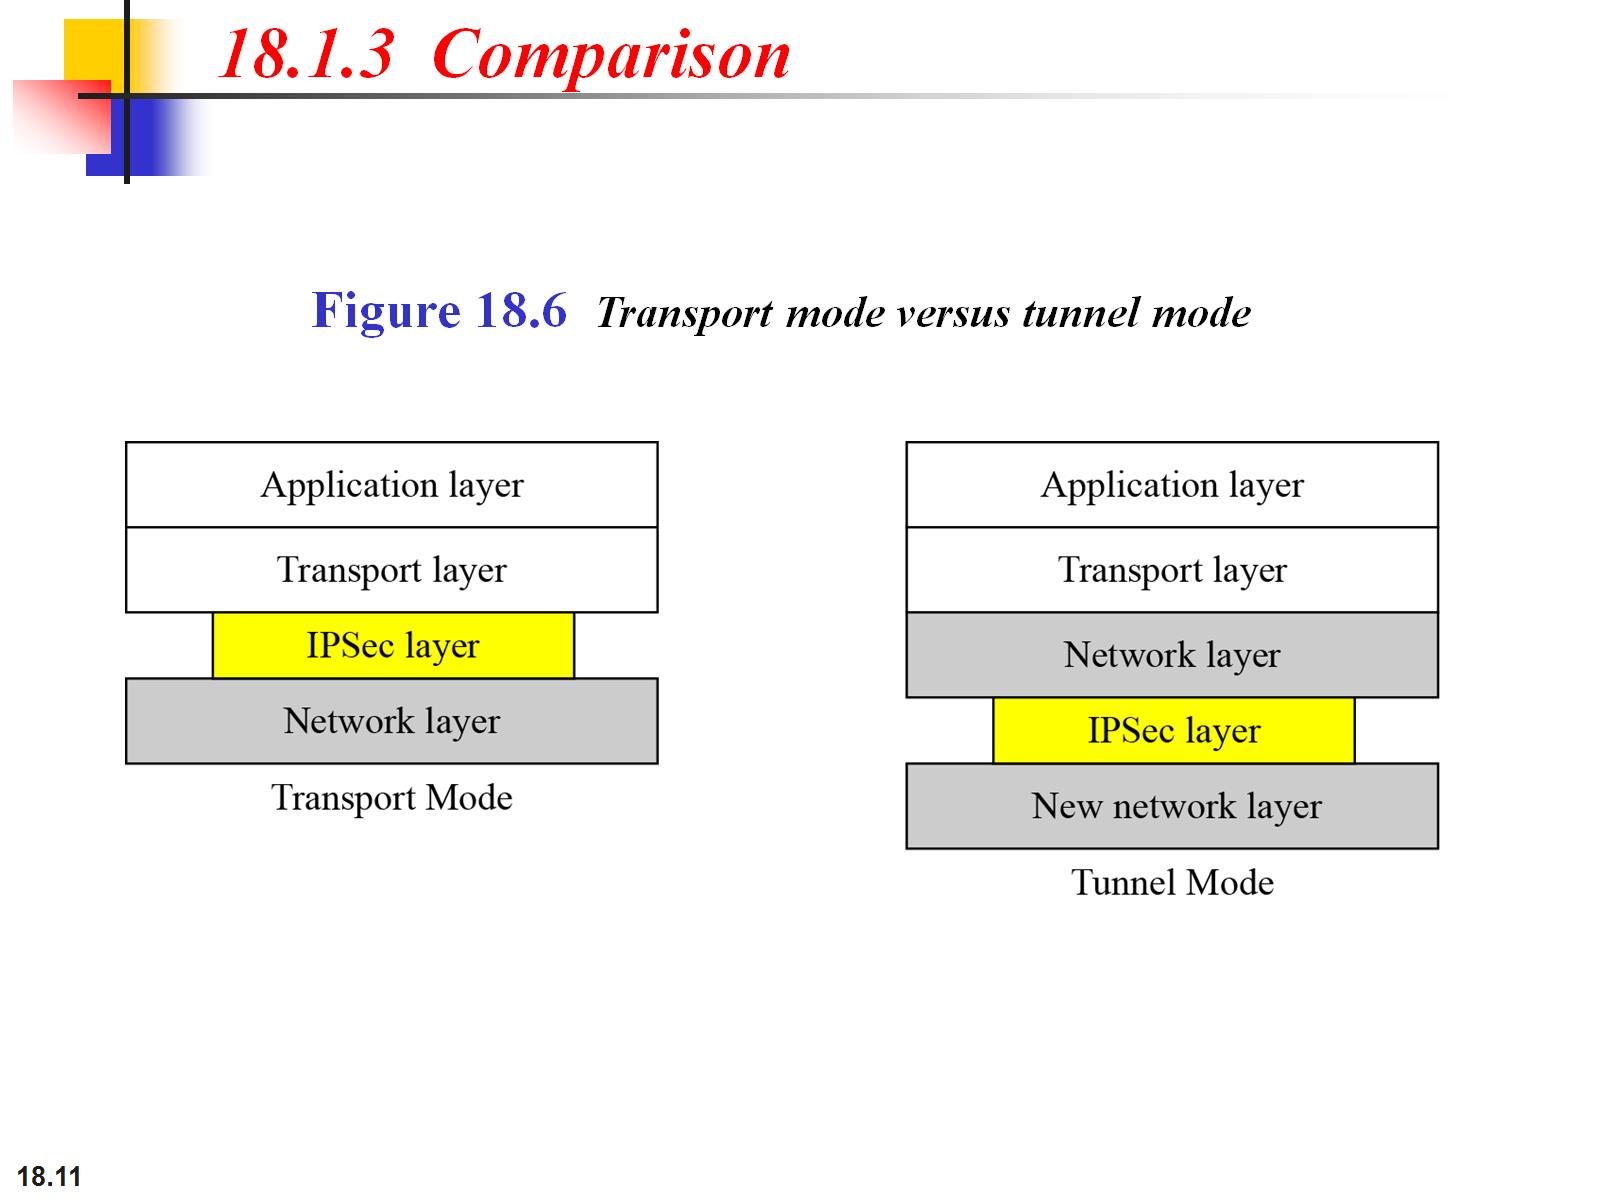 18.1.3 Comparison
Figure 18.6 Transport mode versus tunnel mode
Application layer
Transport layer
IPSec layer
Network layer
Transport Mode
Application layer
Transport layer
Network layer
IPSec layer
New network layer
Tunnel Mode
18.11